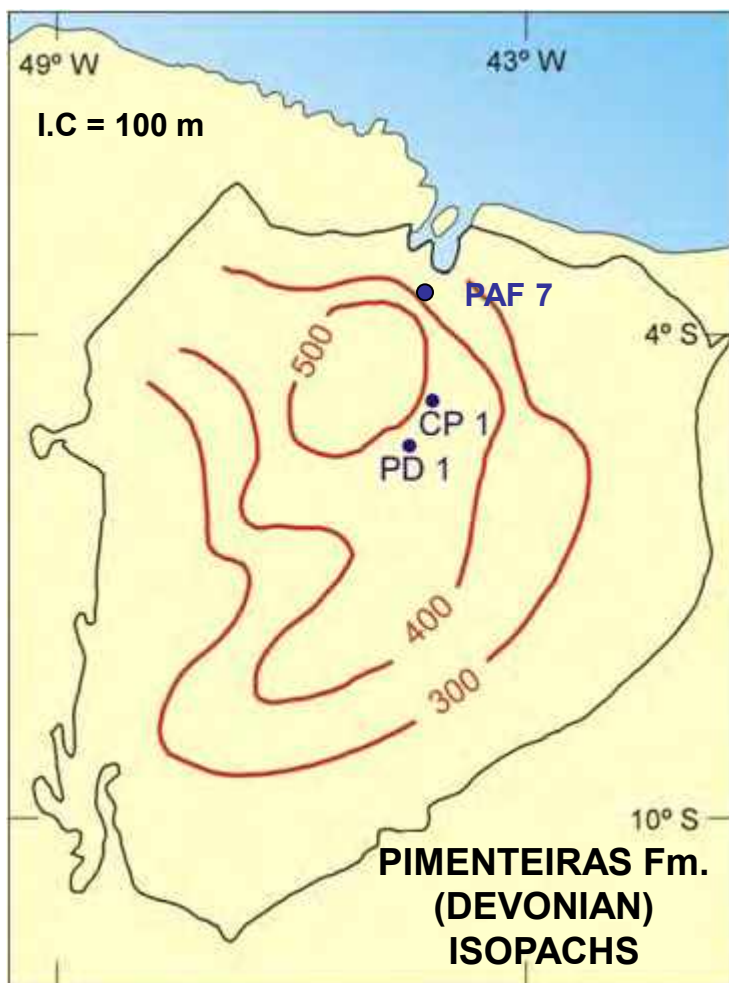 49º W
43º W
I.C = 100 m
PAF 7
4º S
500
CP 1
PD 1
400
300
10º S
PIMENTEIRAS Fm.
(DEVONIAN)
ISOPACHS